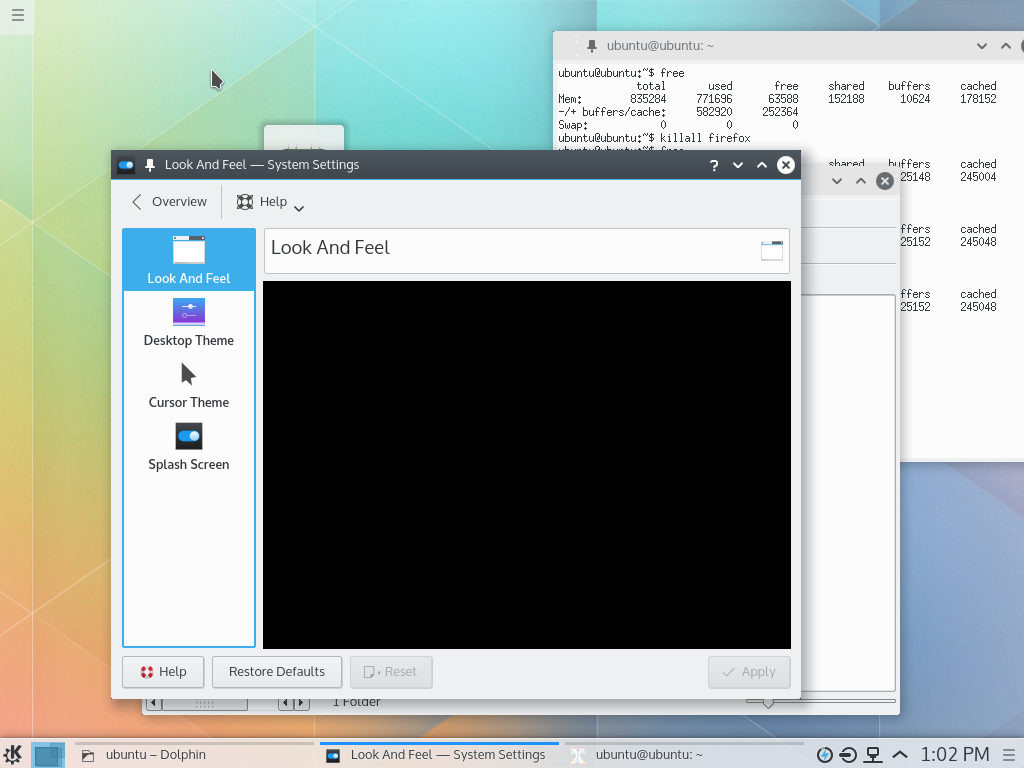 ubuntu@ubuntu: ~
ubuntu@ubuntu:~$ free
total used free shared buffers cached
Mem: 835284 771696 63588 152188 10624 178152
-/+ buffers/cache: 582920 252364
Swap: 0 0 0
ubuntu@ubuntu:~$ killall firefox
shared buffers cached
25148 245004
ffers cached
25152 245048
ffers cached
25152 245048
Look And Feel — System Settings
?
Overview
Help
Look And Feel
Desktop Theme
Cursor Theme
Splash Screen
Look And Feel
Help
Restore Defaults
Reset
Apply
1 Folder
ubuntu – Dolphin
Look And Feel — System Settings
ubuntu@ubuntu: ~
1:02 PM